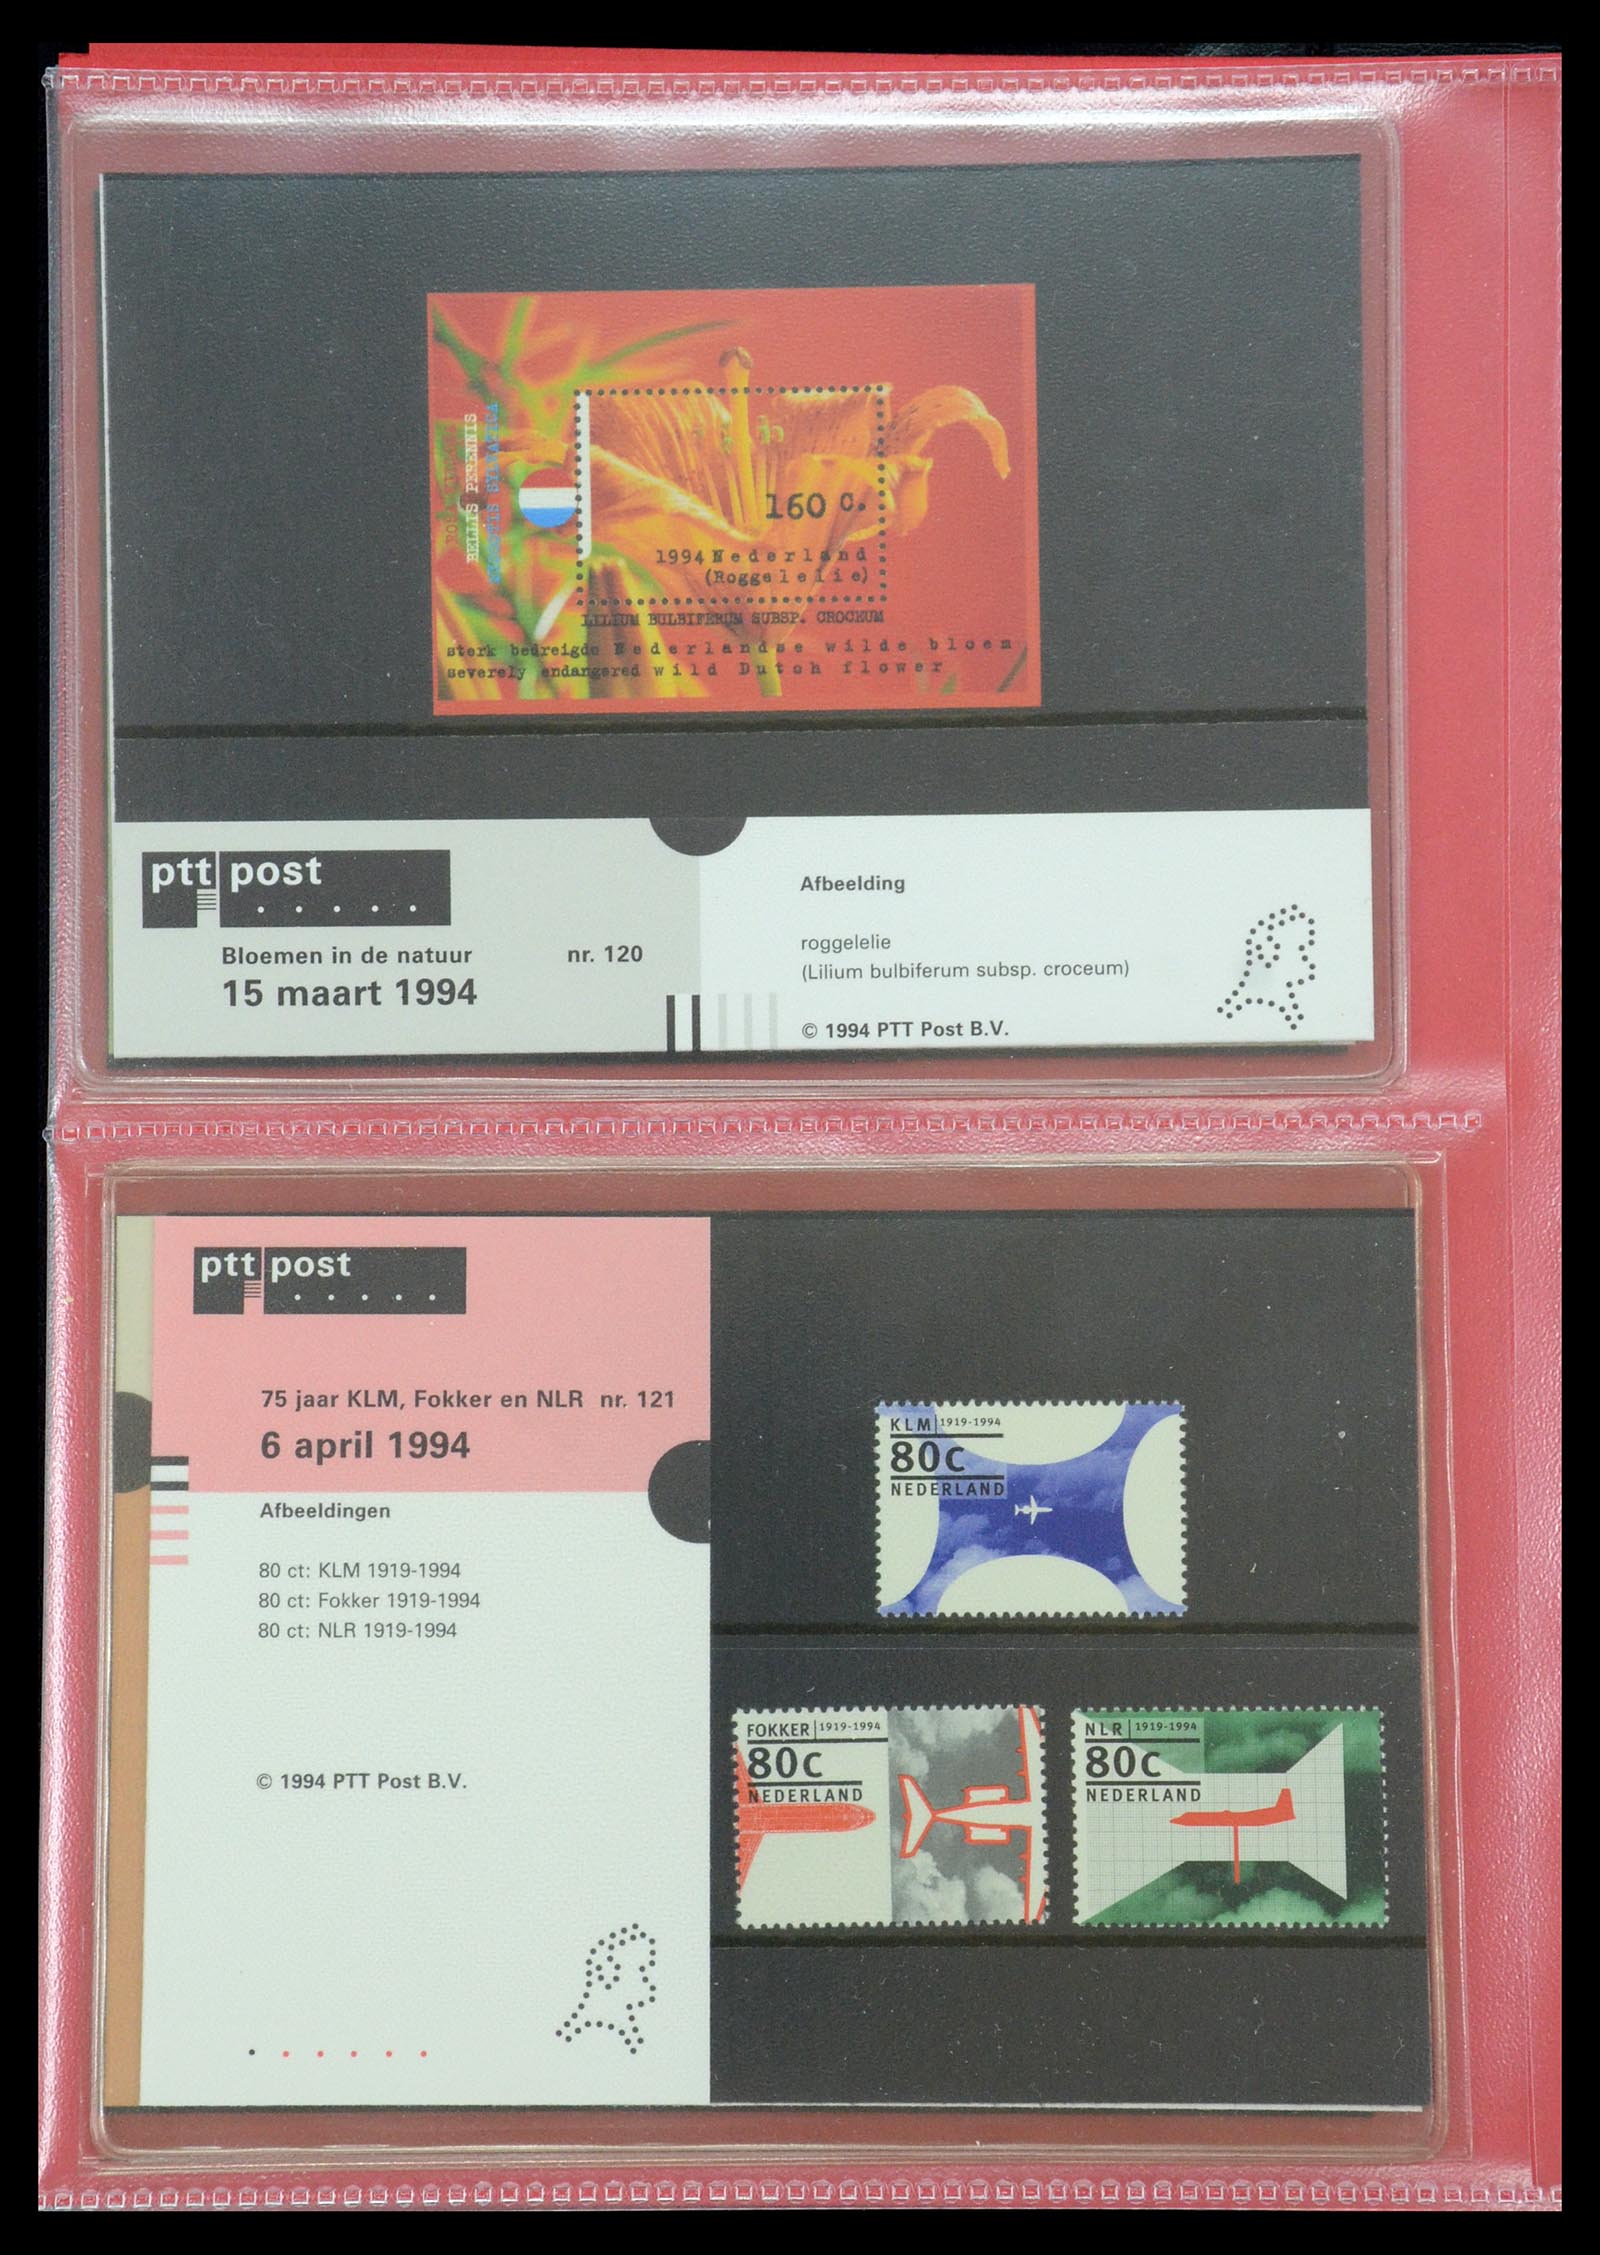 BELLIS PERENNIS
160 c.
1994 Nederland
(Roggelelie)
LILIUM BULBIFERUM SUBSP. CROCEUM
sterk bedreigde Nederlandse wilde bloem
severely endangered wild Dutch flower
ptt post
Bloemen in de natuur nr. 120
15 maart 1994
Afbeelding
roggelelie
(Lilium bulbiferum subsp. croceum)
© 1994 PTT Post B.V.
ptt post
75 jaar KLM, Fokker en NLR nr. 121
6 april 1994
Afbeeldingen
80 ct: KLM 1919-1994
80 ct: Fokker 1919-1994
80 ct: NLR 1919-1994
© 1994 PTT Post B.V.
KLM 1919-1994
80c
NEDERLAND
FOKKER 1919-1994
80c
NEDERLAND
NLR 1919-1994
80c
NEDERLAND